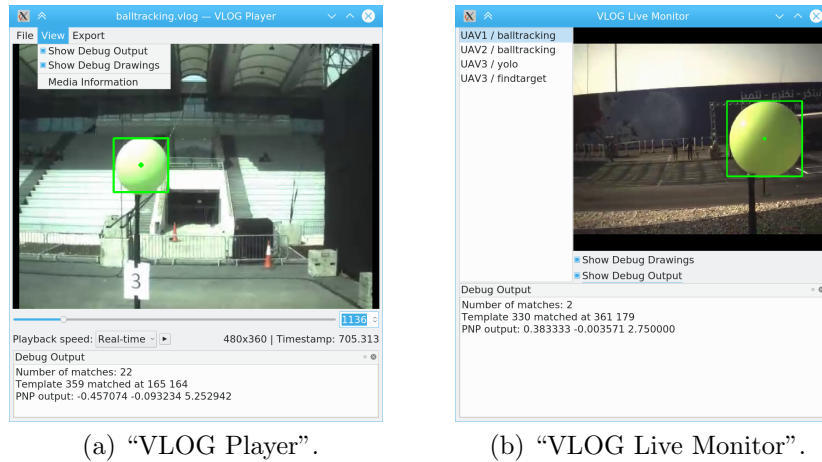 balltracking.vlog — VLOG Player
File View Export
Show Debug Output
Show Debug Drawings
Media Information
3
1136
Playback speed: Real-time
480x360 | Timestamp: 705.313
Debug Output
Number of matches: 22
Template 359 matched at 165 164
PNP output: -0.457074 -0.093234 5.252942
(a) “VLOG Player”.
VLOG Live Monitor
UAV1 / balltracking
UAV2 / balltracking
UAV3 / yolo
UAV3 / findtarget
Show Debug Drawings
Show Debug Output
Debug Output
Number of matches: 2
Template 330 matched at 361 179
PNP output: 0.383333 -0.003571 2.750000
(b) “VLOG Live Monitor”.